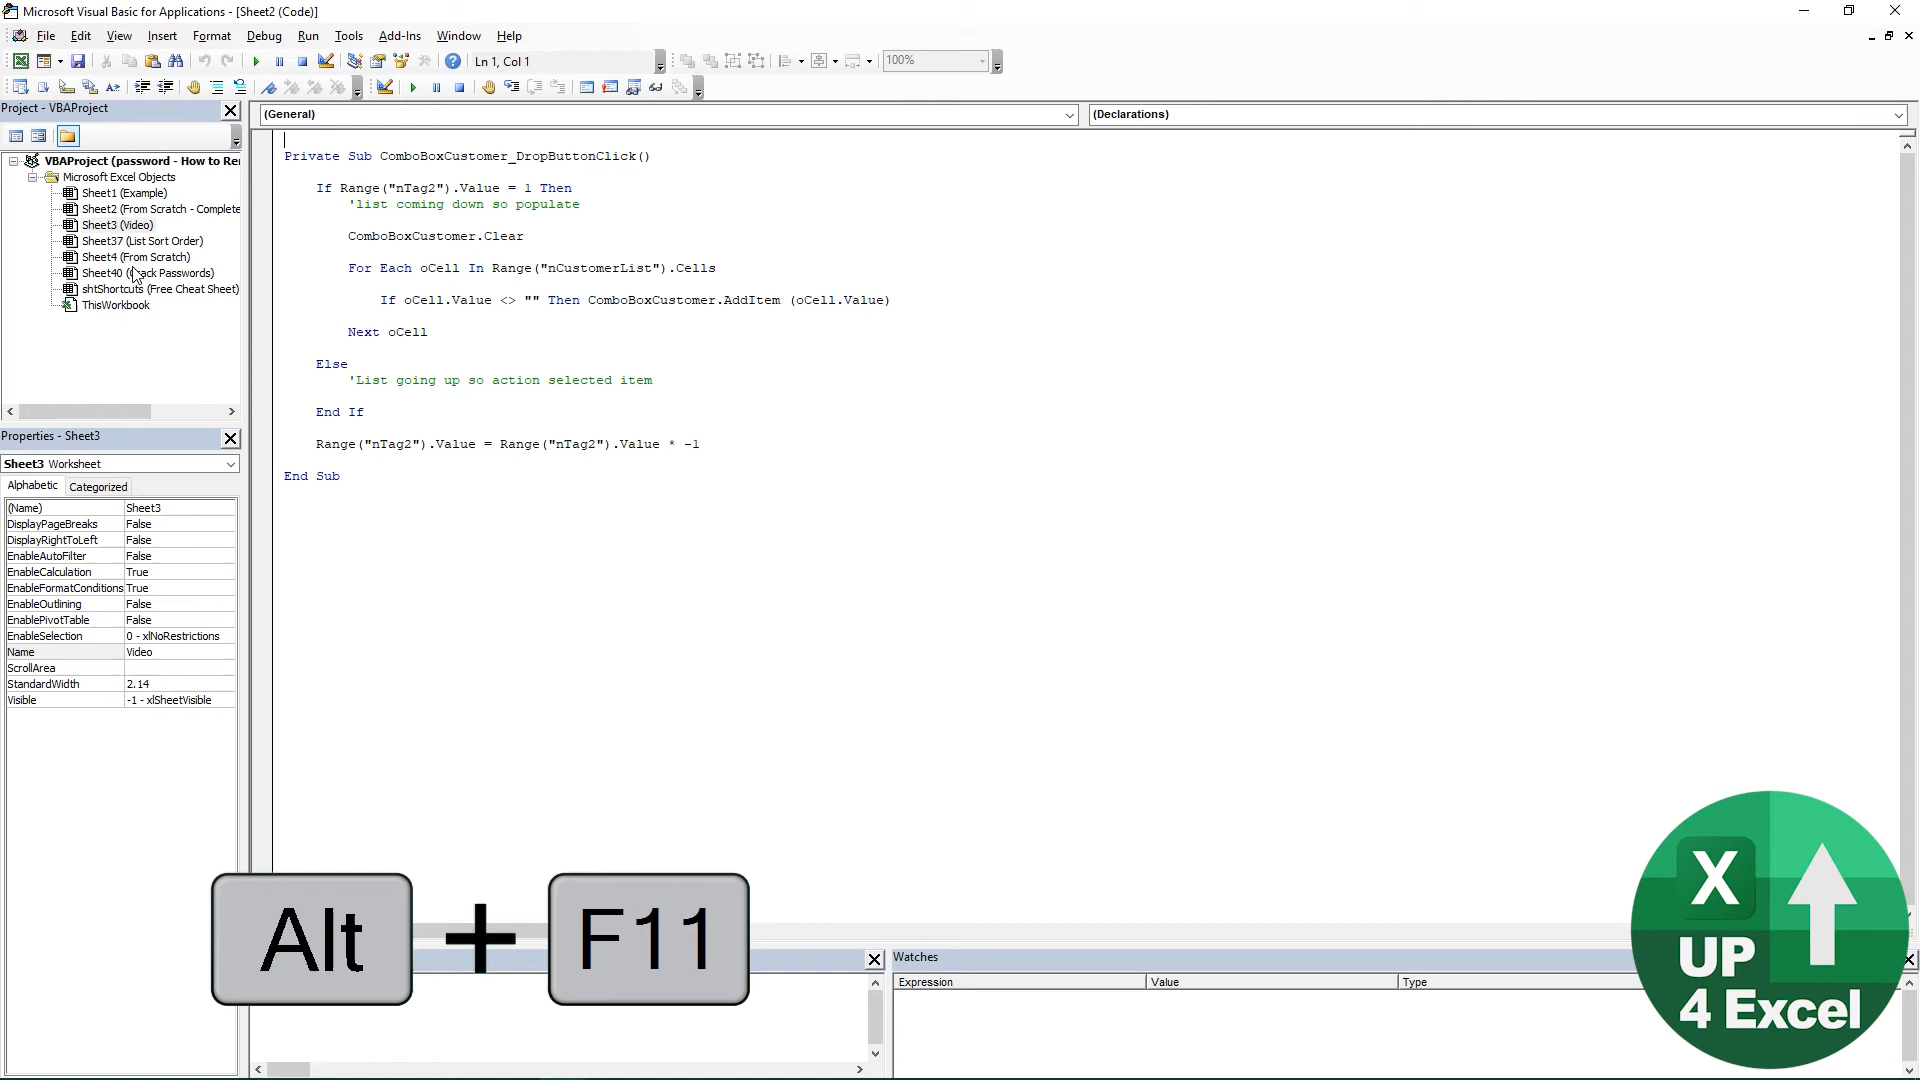 Microsoft Visual Basic for Applications - [Sheet2 (Code)]
File Edit View Insert Format Debug Run Tools Add-Ins Window Help
Ln 1, Col 1
100%
Project - VBAProject
(General)
(Declarations)
VBAProject (password - How to Re
Microsoft Excel Objects
Sheet1 (Example)
Sheet2 (From Scratch - Complete
Sheet3 (Video)
Sheet37 (List Sort Order)
Sheet4 (From Scratch)
Sheet40 ( ack Passwords)
shtShortcuts (Free Cheat Sheet)
ThisWorkbook
Private Sub ComboBoxCustomer_DropButtonClick()
If Range("nTag2").Value = 1 Then
'list coming down so populate
ComboBoxCustomer.Clear
For Each oCell In Range("nCustomerList").Cells
If oCell.Value <> "" Then ComboBoxCustomer.AddItem (oCell.Value)
Next oCell
Else
'List going up so action selected item
End If
Range("nTag2").Value = Range("nTag2").Value * -1
End Sub
Properties - Sheet3
Sheet3 Worksheet
Alphabetic Categorized
(Name) Sheet3
DisplayPageBreaks False
DisplayRightToLeft False
EnableAutoFilter False
EnableCalculation True
EnableFormatConditions True
EnableOutlining False
EnablePivotTable False
EnableSelection 0 - xlNoRestrictions
Name Video
ScrollArea
StandardWidth 2.14
Visible -1 - xlSheetVisible
Alt + F11
Watches
Expression Value Type
X
UP
4 Excel